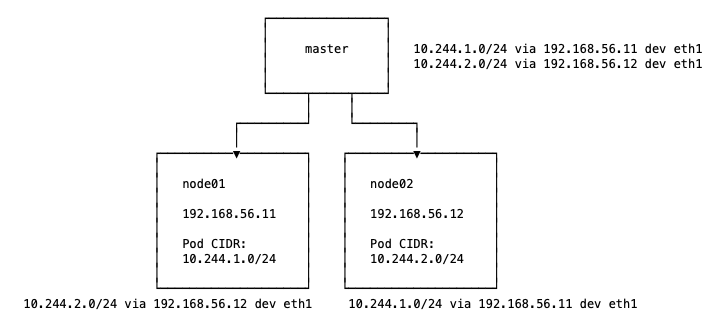 master
10.244.1.0/24 via 192.168.56.11 dev eth1
10.244.2.0/24 via 192.168.56.12 dev eth1
node01
192.168.56.11
Pod CIDR:
10.244.1.0/24
node02
192.168.56.12
Pod CIDR:
10.244.2.0/24
10.244.2.0/24 via 192.168.56.12 dev eth1
10.244.1.0/24 via 192.168.56.11 dev eth1